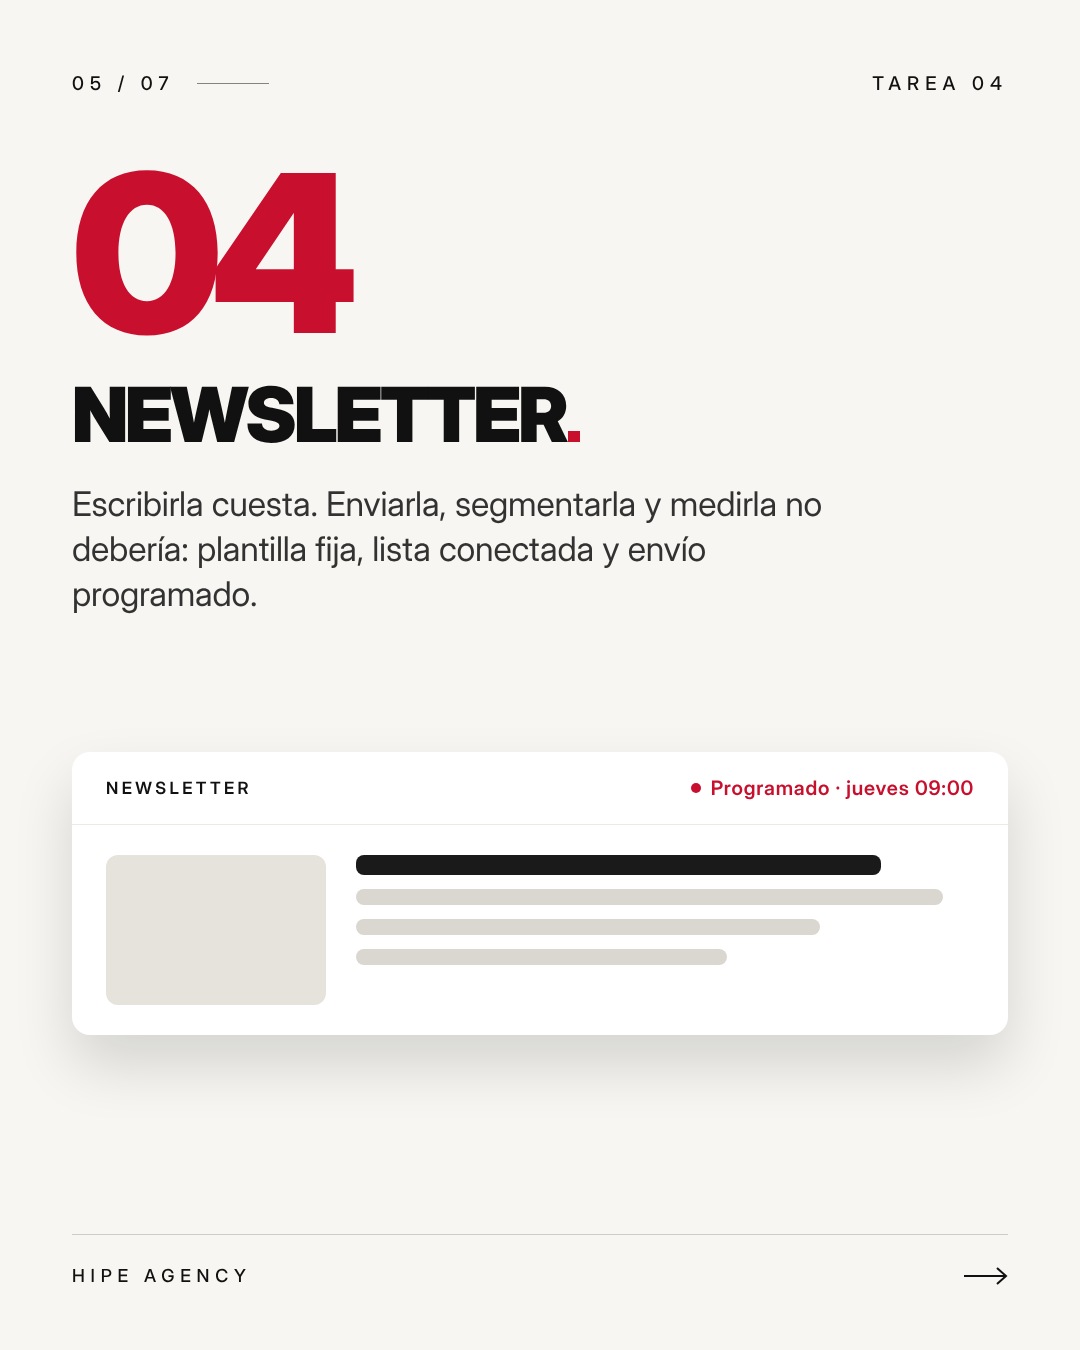 05 / 07
TAREA 04
04
NEWSLETTER.
Escribirla cuesta. Enviarla, segmentarla y medirla no
debería: plantilla fija, lista conectada y envío
programado.
NEWSLETTER
Programado · jueves 09:00
HIPE AGENCY